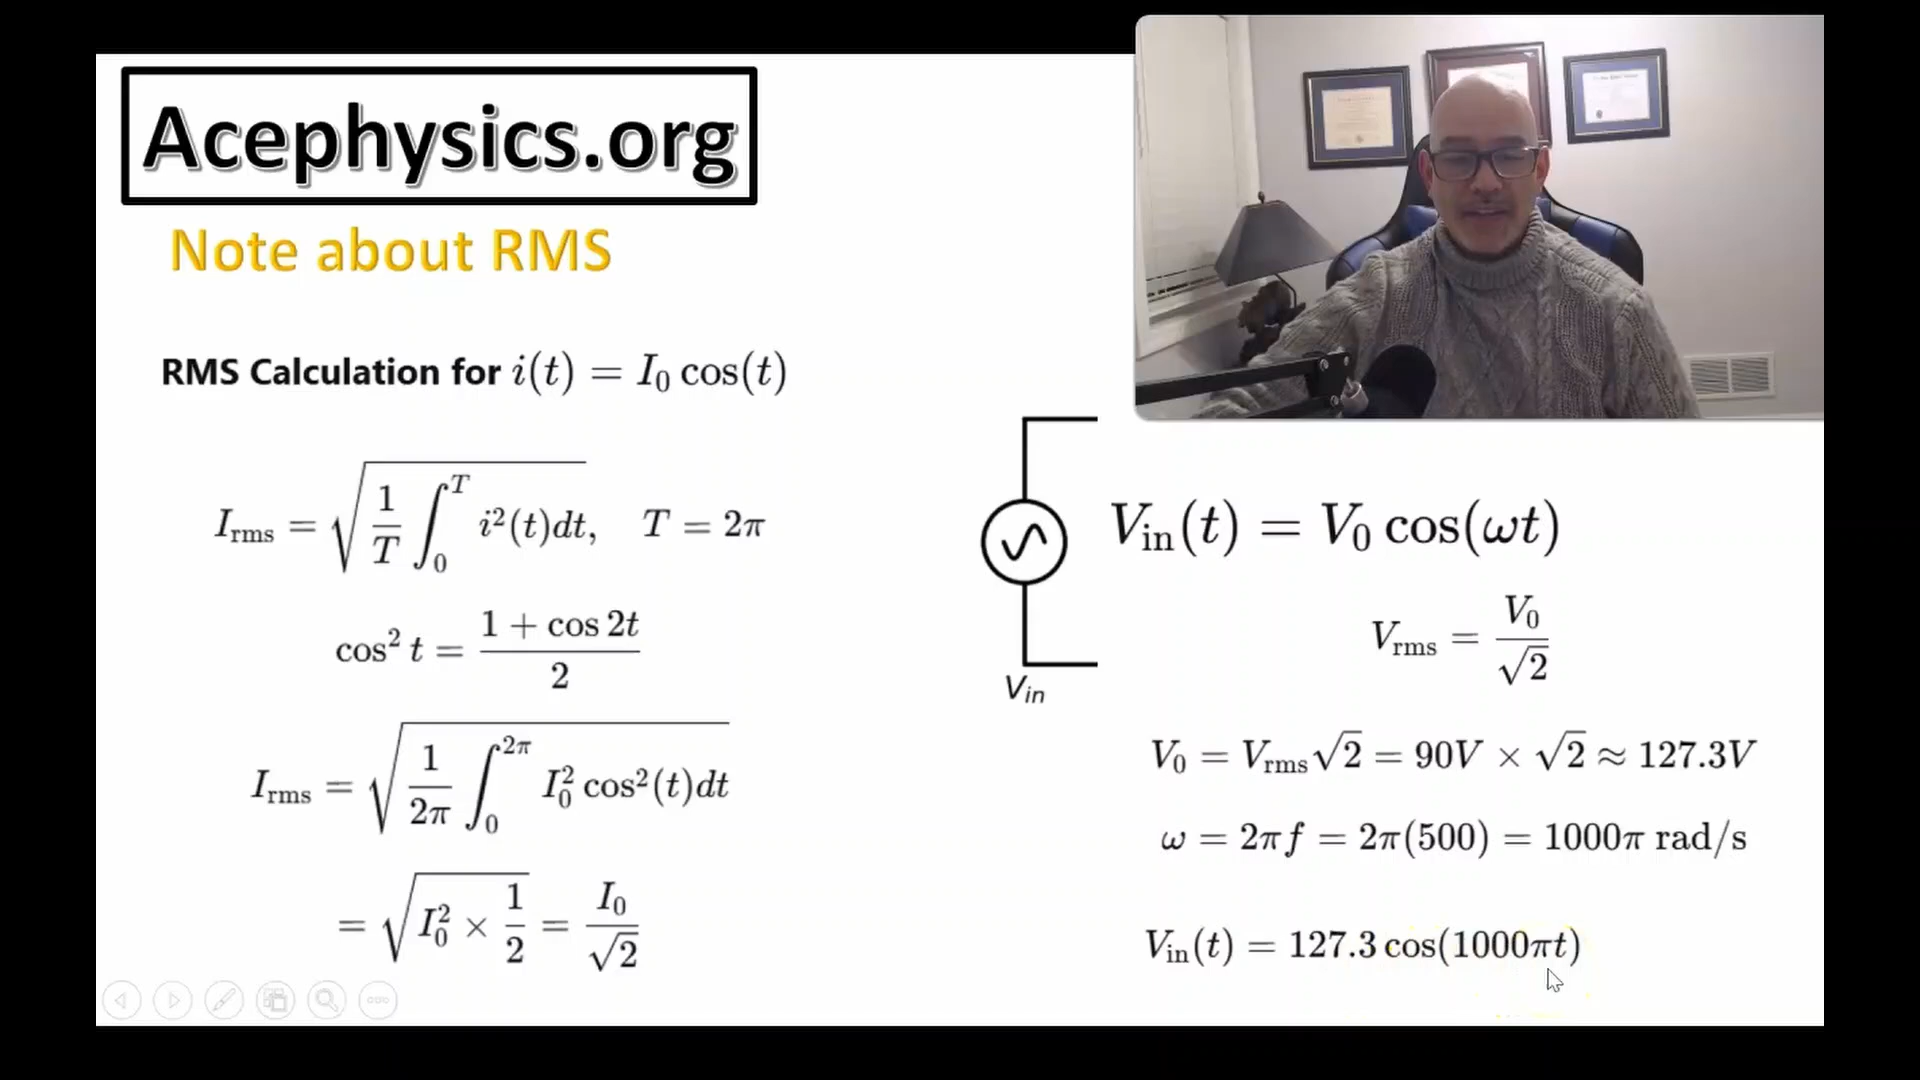 Acephysics.org
Note about RMS
RMS Calculation for i(t) = I₀ cos(t)
I_rms = √(1/T ∫₀ᵀ i²(t)dt), T = 2π
cos² t = (1 + cos 2t)/2
I_rms = √(1/2π ∫₀^2π I₀² cos²(t)dt)
= √(I₀² × 1/2) = I₀/√2
V_in(t) = V₀ cos(ωt)
V_rms = V₀/√2
V_in
V₀ = V_rms√2 = 90V × √2 ≈ 127.3V
ω = 2πf = 2π(500) = 1000π rad/s
V_in(t) = 127.3 cos(1000πt)